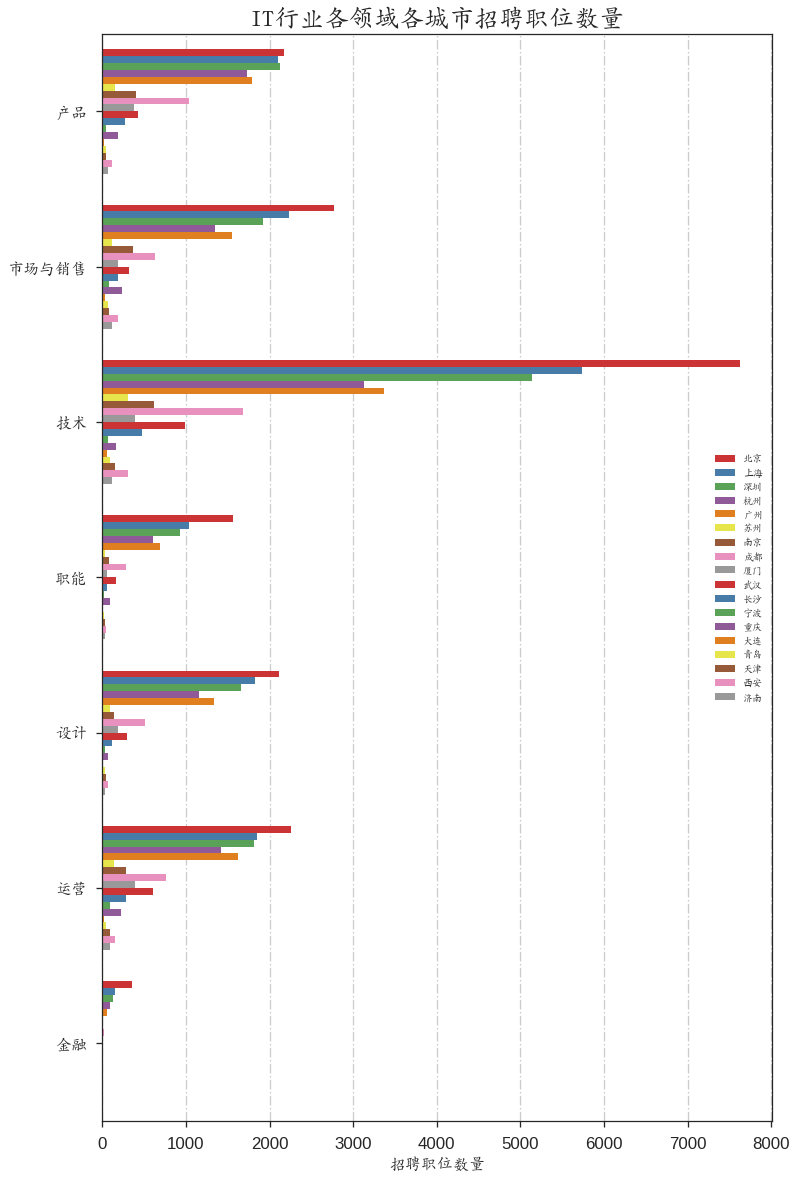 IT行业各领域各城市招聘职位数量
产品
市场与销售
技术
职能
设计
运营
金融
北京
上海
深圳
杭州
广州
苏州
南京
成都
厦门
武汉
长沙
宁波
重庆
大连
青岛
天津
西安
济南
0 1000 2000 3000 4000 5000 6000 7000 8000
招聘职位数量